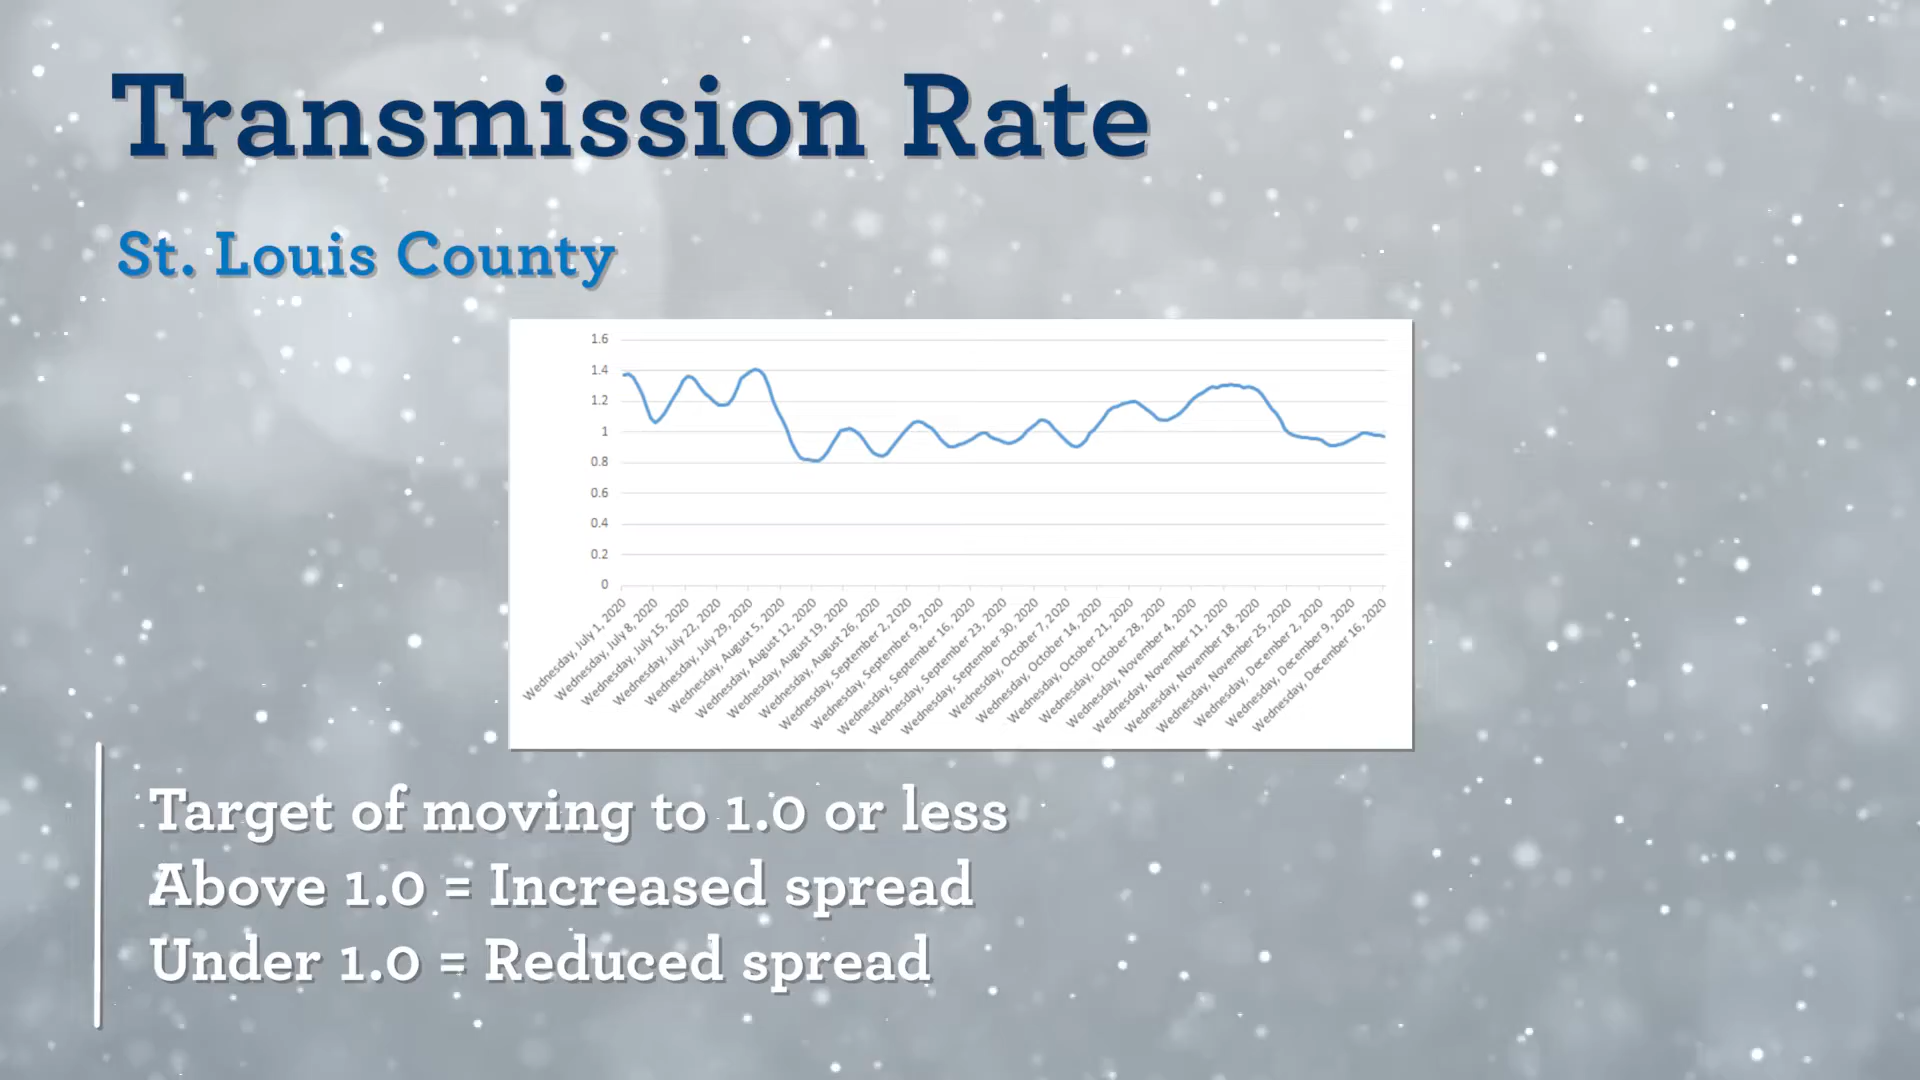 Transmission Rate
St. Louis County
1.6
1.4
1.2
1
0.8
0.6
0.4
0.2
0
Wednesday, July 1, 2020
Wednesday, July 8, 2020
Wednesday, July 15, 2020
Wednesday, July 22, 2020
Wednesday, July 29, 2020
Wednesday, August 5, 2020
Wednesday, August 12, 2020
Wednesday, August 19, 2020
Wednesday, August 26, 2020
Wednesday, September 2, 2020
Wednesday, September 9, 2020
Wednesday, September 16, 2020
Wednesday, September 23, 2020
Wednesday, September 30, 2020
Wednesday, October 7, 2020
Wednesday, October 14, 2020
Wednesday, October 21, 2020
Wednesday, October 28, 2020
Wednesday, November 4, 2020
Wednesday, November 11, 2020
Wednesday, November 18, 2020
Wednesday, November 25, 2020
Wednesday, December 2, 2020
Wednesday, December 9, 2020
Wednesday, December 16, 2020
Target of moving to 1.0 or less
Above 1.0 = Increased spread
Under 1.0 = Reduced spread